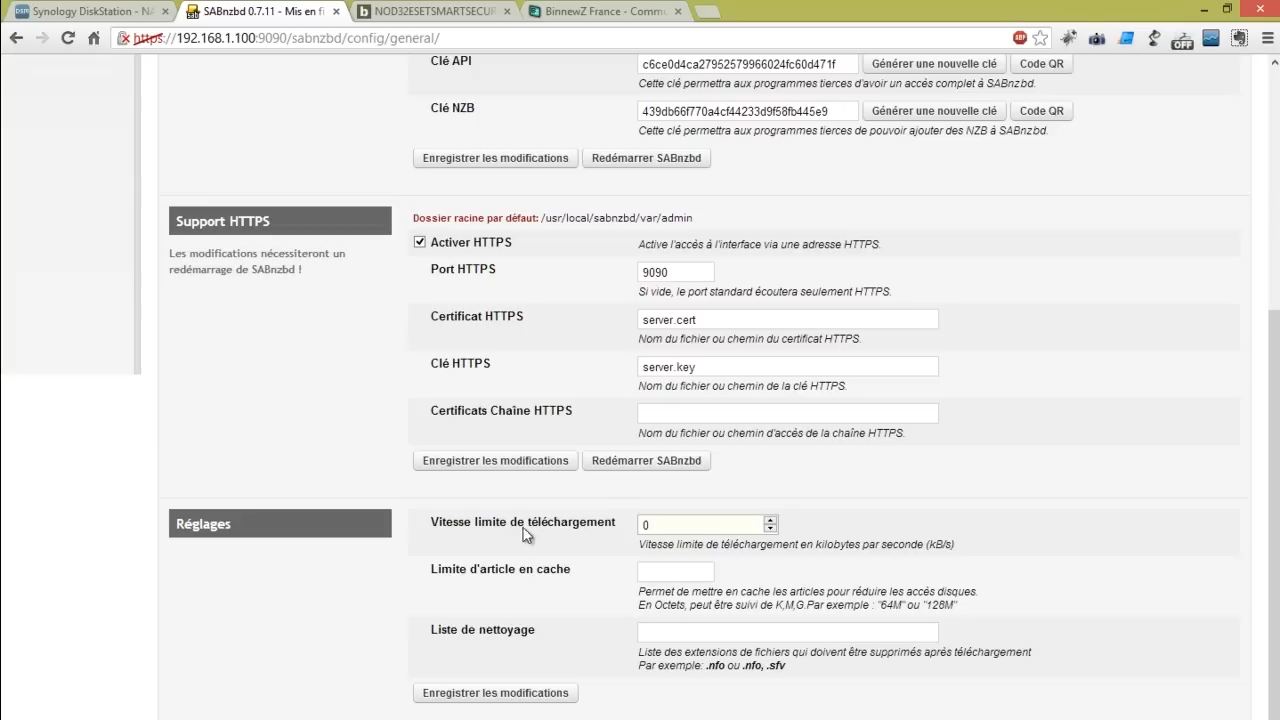 Synology DiskStation - NA
SABnzbd 0.7.11 - Mis en fi
NOD32ESETSMARTSECUR
BinnewZ France - Commu
https://192.168.1.100:9090/sabnzbd/config/general/
ABP
OFF
Clé API
c6ce0d4ca27952579966024fc60d471f
Générer une nouvelle clé
Code QR
Cette clé permettra aux programmes tierces d'avoir un accès complet à SABnzbd.
Clé NZB
439db66f770a4cf44233d9f58fb445e9
Générer une nouvelle clé
Code QR
Cette clé permettra aux programmes tierces de pouvoir ajouter des NZB à SABnzbd.
Enregistrer les modifications
Redémarrer SABnzbd
Support HTTPS
Les modifications nécessiteront un
redémarrage de SABnzbd !
Dossier racine par défaut: /usr/local/sabnzbd/var/admin
Activer HTTPS
Active l'accès à l'interface via une adresse HTTPS.
Port HTTPS
9090
Si vide, le port standard écoutera seulement HTTPS.
Certificat HTTPS
server.cert
Nom du fichier ou chemin du certificat HTTPS.
Clé HTTPS
server.key
Nom du fichier ou chemin de la clé HTTPS.
Certificats Chaîne HTTPS
Nom du fichier ou chemin d'accés de la chaîne HTTPS.
Enregistrer les modifications
Redémarrer SABnzbd
Réglages
Vitesse limite de téléchargement
0
Vitesse limite de téléchargement en kilobytes par seconde (kB/s)
Limite d'article en cache
Permet de mettre en cache les articles pour réduire les accès disques.
En Octets, peut être suivi de K,M,G.Par exemple : "64M" ou "128M"
Liste de nettoyage
Liste des extensions de fichiers qui doivent être supprimés après téléchargement
Par exemple: .nfo ou .nfo, .sfv
Enregistrer les modifications